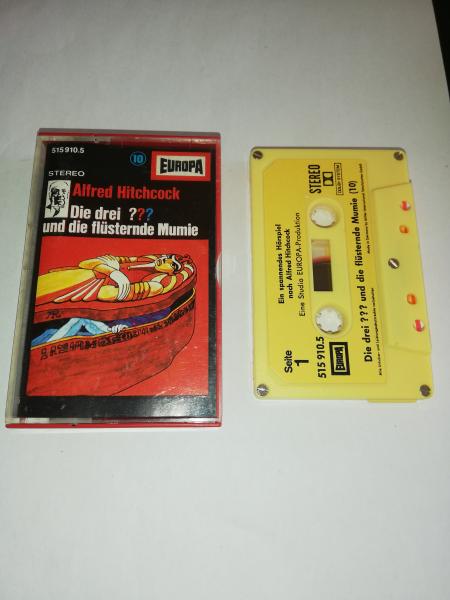 515 910.5
10
EUROPA
STEREO
Alfred Hitchcock
Die drei ???
und die flüsternde Mumie
Seite
1
515 910.5
EUROPA
Ein spannendes Hörspiel
nach Alfred Hitchcock
Eine Studio EUROPA-Produktion
STEREO
DOLBY SYSTEM
Die drei ??? und die flüsternde Mumie (10)